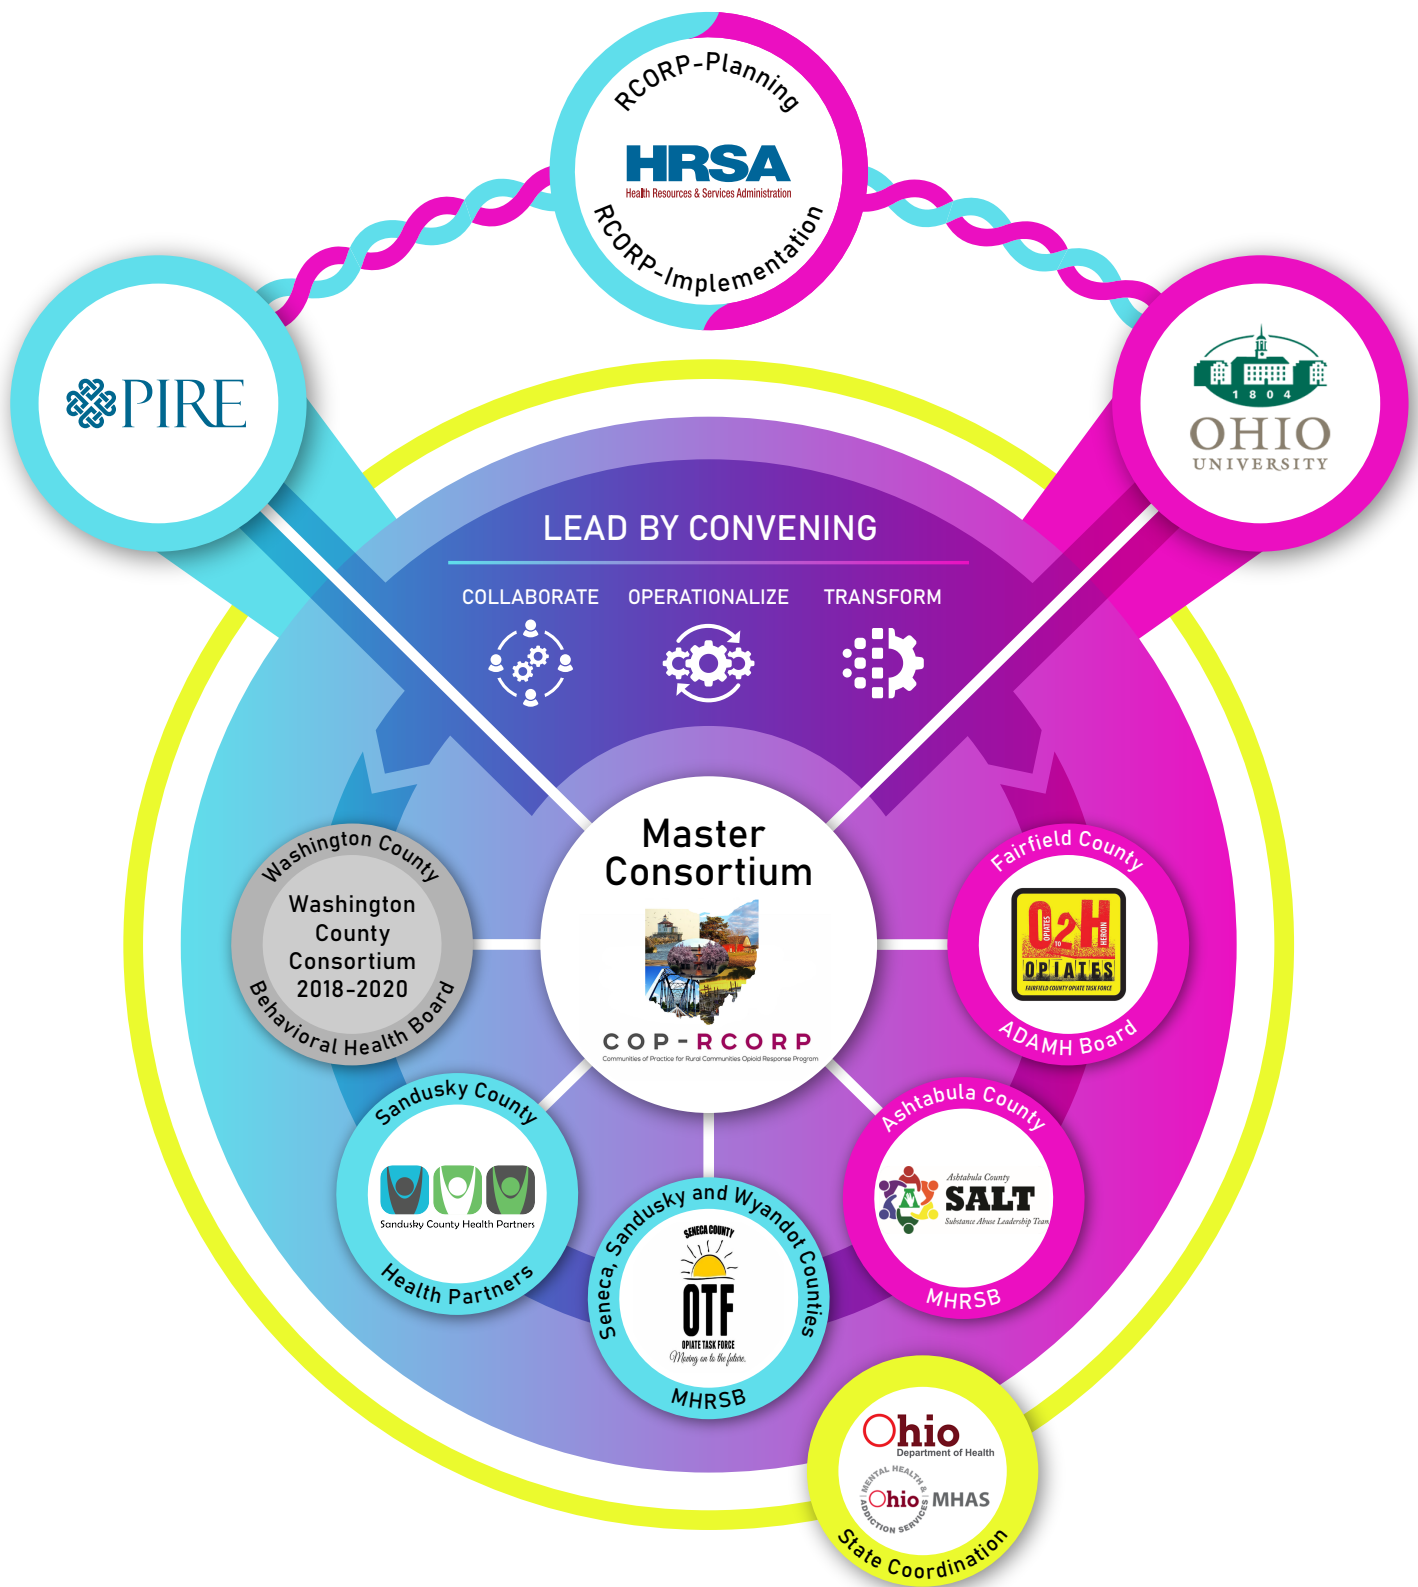 RCORP-Planning
HRSA
Health Resources & Services Administration
RCORP-Implementation
PIRE
1804
OHIO
UNIVERSITY
LEAD BY CONVENING
COLLABORATE
OPERATIONALIZE
TRANSFORM
Master
Consortium
COP-RCORP
Communities of Practice for Rural Communities Opioid Response Program
Washington County
Washington
County
Consortium
2018-2020
Behavioral Health Board
Fairfield County
O2H
OPIATES
TO
HEROIN
OPIATES
FAIRFIELD COUNTY OPIATE TASK FORCE
ADAMH Board
Sandusky County
Sandusky County Health Partners
Health Partners
Seneca, Sandusky and Wyandot Counties
SENECA COUNTY
OTF
OPIATE TASK FORCE
Moving on to the future.
MHRSB
Ashtabula County
Ashtabula County
SALT
Substance Abuse Leadership Team
MHRSB
Ohio
Department of Health
MENTAL HEALTH &
Ohio
ADDICTION SERVICES
MHAS
State Coordination